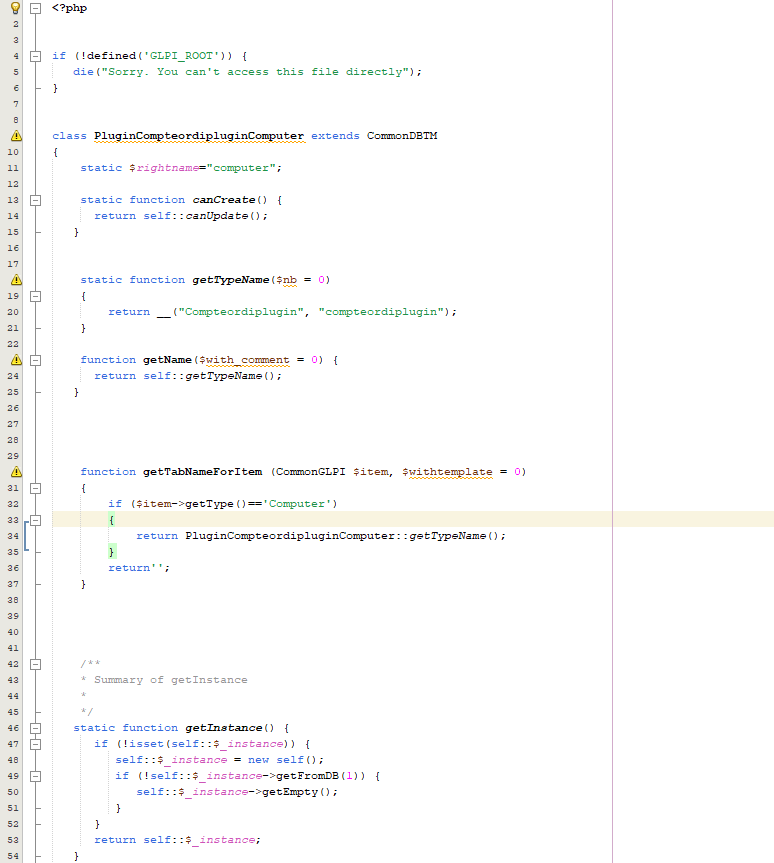 <?php
2
3
4 if (!defined('GLPI_ROOT')) {
5 die("Sorry. You can't access this file directly");
6 }
7
8
class PluginCompteordipluginComputer extends CommonDBTM
10 {
11 static $rightname="computer";
12
13 static function canCreate() {
14 return self::canUpdate();
15 }
16
17
static function getTypeName($nb = 0)
19 {
20 return __("Compteordiplugin", "compteordiplugin");
21 }
22
function getName($with_comment = 0) {
24 return self::getTypeName();
25 }
26
27
28
29
function getTabNameForItem (CommonGLPI $item, $withtemplate = 0)
31 {
32 if ($item->getType()=='Computer')
33 {
34 return PluginCompteordipluginComputer::getTypeName();
35 }
36 return'';
37 }
38
39
40
41
42 /**
43 * Summary of getInstance
44 *
45 */
46 static function getInstance() {
47 if (!isset(self::$_instance)) {
48 self::$_instance = new self();
49 if (!self::$_instance->getFromDB(1)) {
50 self::$_instance->getEmpty();
51 }
52 }
53 return self::$_instance;
54 }